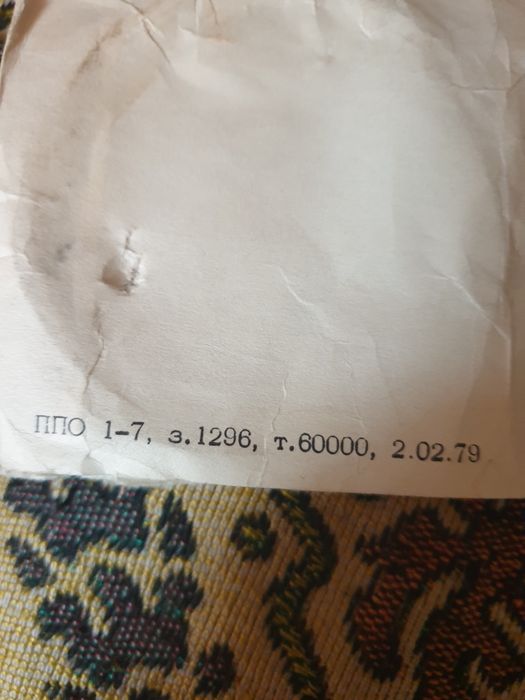 ППО 1-7, з.1296, т.60000, 2.02.79